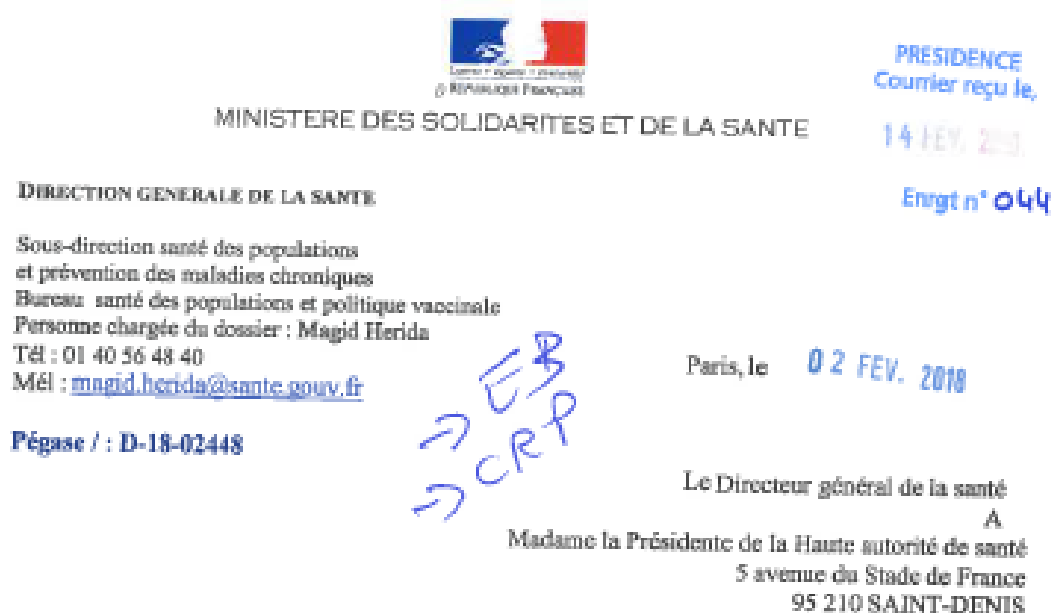 RÉPUBLIQUE FRANÇAISE
MINISTERE DES SOLIDARITES ET DE LA SANTE
PRESIDENCE
Courrier reçu le,
14 FEV.
Enrgt n° 044
DIRECTION GENERALE DE LA SANTE
Sous-direction santé des populations
et prévention des maladies chroniques
Bureau santé des populations et politique vaccinale
Personne chargée du dossier : Magid Herida
Tél : 01 40 56 48 40
Mél : magid.herida@sante.gouv.fr
Pégase / : D-18-02448
→ EB
→ CRP
Paris, le 02 FEV. 2018
Le Directeur général de la santé
A
Madame la Présidente de la Haute autorité de santé
5 avenue du Stade de France
95 210 SAINT-DENIS